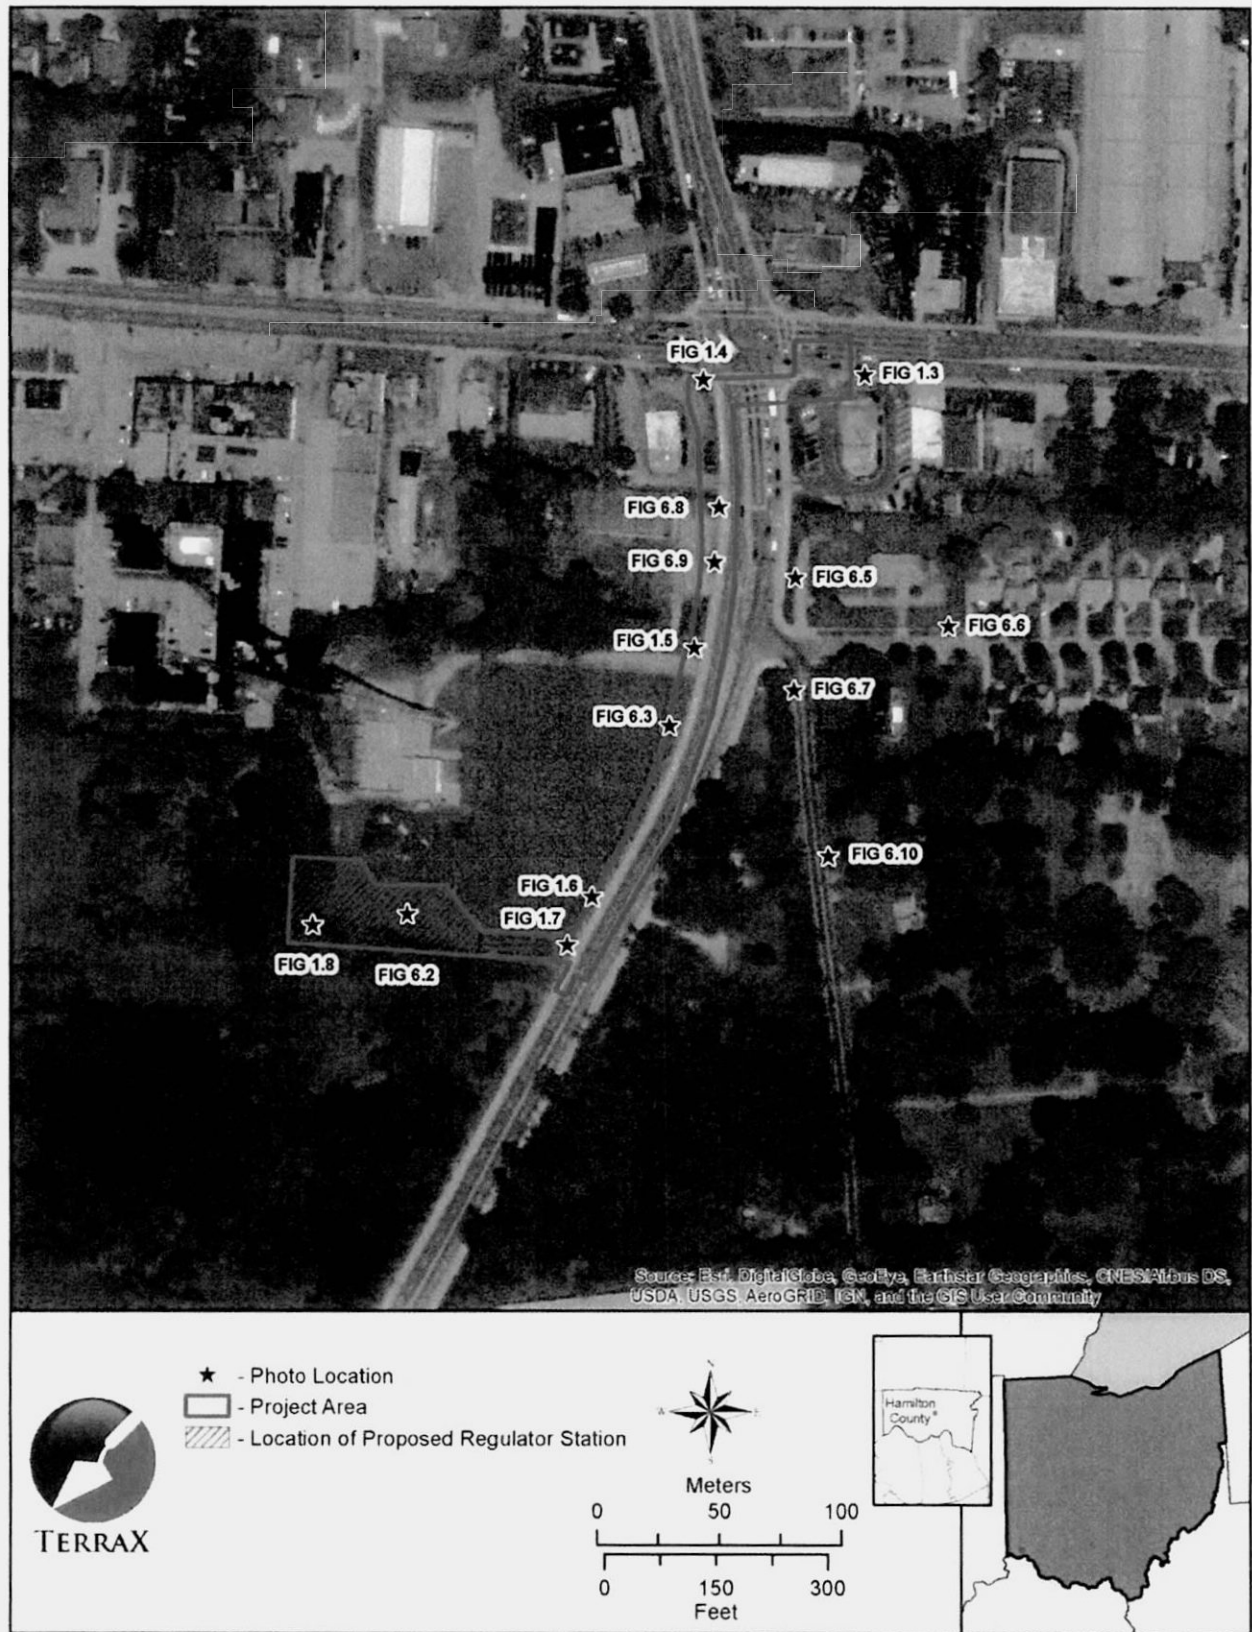 FIG 1.4
FIG 1.3
FIG 6.8
FIG 6.9
FIG 6.5
FIG 6.6
FIG 1.5
FIG 6.7
FIG 6.3
FIG 6.10
FIG 1.6
FIG 1.7
FIG 1.8
FIG 6.2
Source: Esri, DigitalGlobe, GeoEye, Earthstar Geographics, CNES/Airbus DS,
USDA, USGS, AeroGRID, IGN, and the GIS User Community
- Photo Location
- Project Area
- Location of Proposed Regulator Station
TERRAX
N
W
E
S
Meters
0 50 100
0 150 300
Feet
Hamilton
County